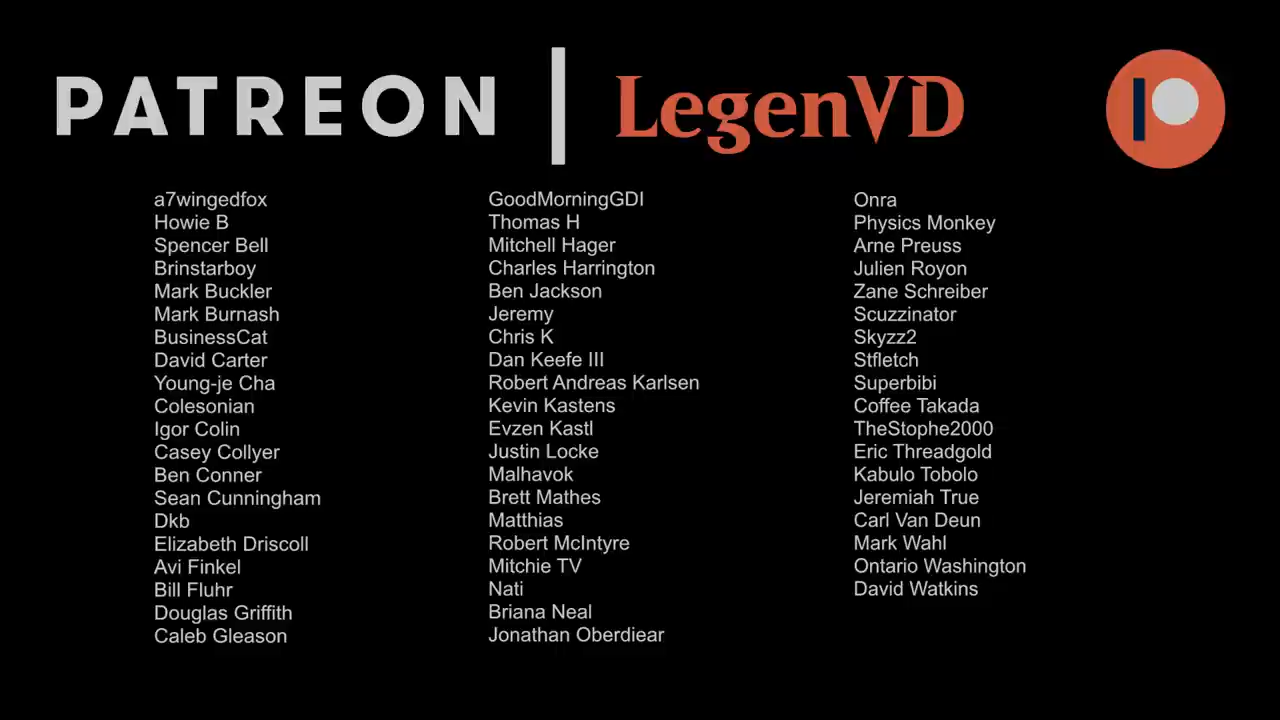 PATREON | LegenVD
a7wingedfox
Howie B
Spencer Bell
Brinstarboy
Mark Buckler
Mark Burnash
BusinessCat
David Carter
Young-je Cha
Colesonian
Igor Colin
Casey Collyer
Ben Conner
Sean Cunningham
Dkb
Elizabeth Driscoll
Avi Finkel
Bill Fluhr
Douglas Griffith
Caleb Gleason
GoodMorningGDI
Thomas H
Mitchell Hager
Charles Harrington
Ben Jackson
Jeremy
Chris K
Dan Keefe III
Robert Andreas Karlsen
Kevin Kastens
Evzen Kastl
Justin Locke
Malhavok
Brett Mathes
Matthias
Robert McIntyre
Mitchie TV
Nati
Briana Neal
Jonathan Oberdiear
Onra
Physics Monkey
Arne Preuss
Julien Royon
Zane Schreiber
Scuzzinator
Skyzz2
Stfletch
Superbibi
Coffee Takada
TheStophe2000
Eric Threadgold
Kabulo Tobolo
Jeremiah True
Carl Van Deun
Mark Wahl
Ontario Washington
David Watkins